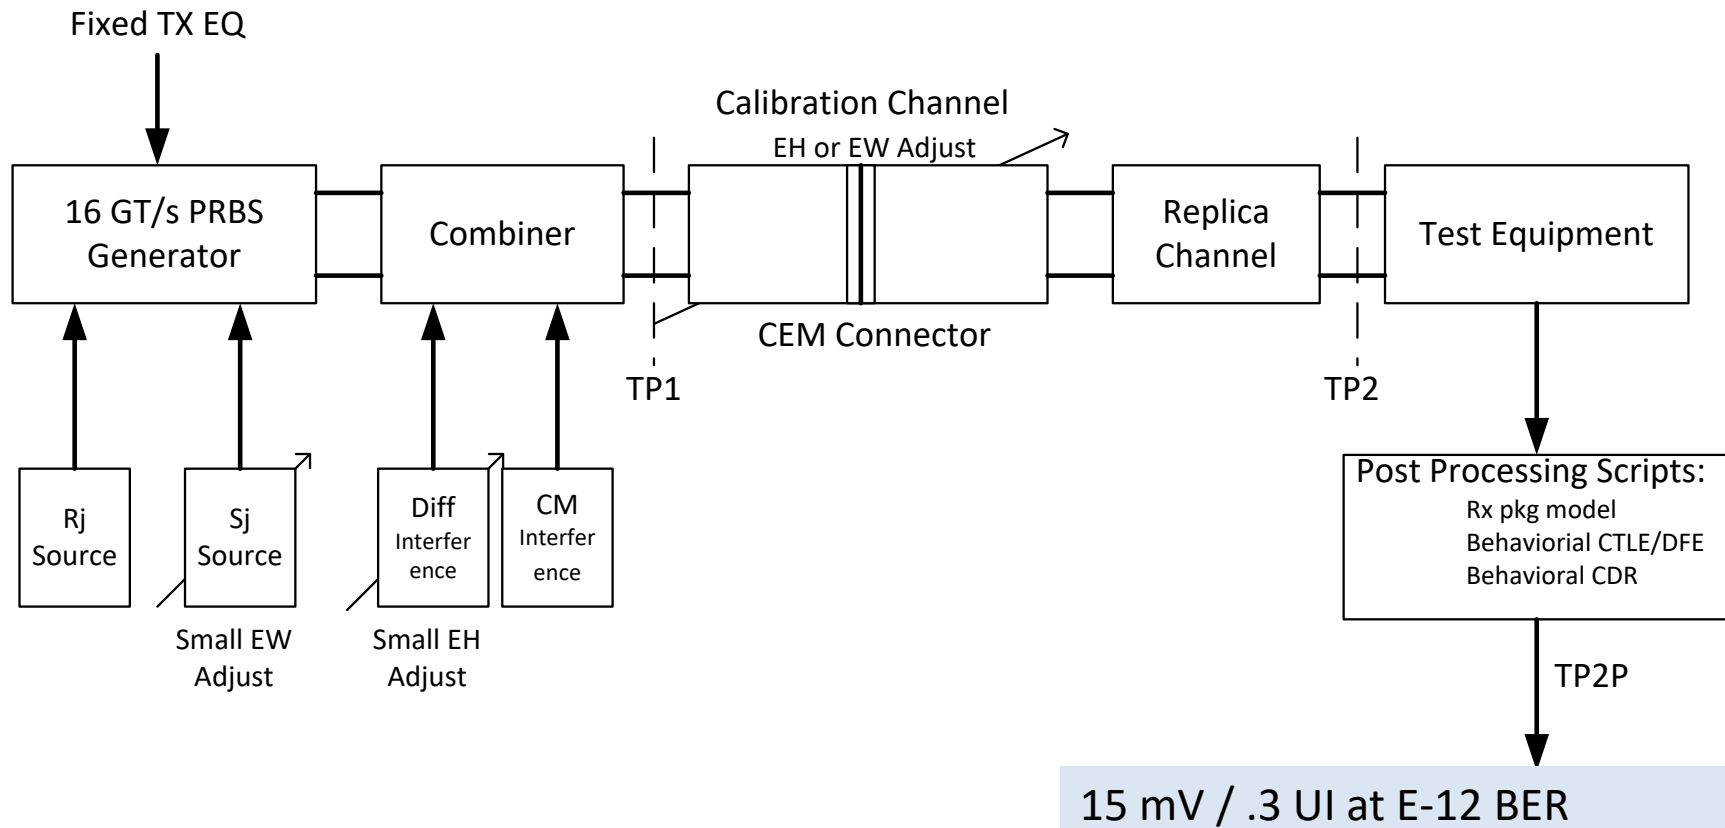 Fixed TX EQ
Calibration Channel
EH or EW Adjust
16 GT/s PRBS
Generator
Combiner
Replica
Channel
Test Equipment
CEM Connector
TP1
TP2
Rj
Source
Sj
Source
Diff
Interfer
ence
CM
Interfer
ence
Small EW
Adjust
Small EH
Adjust
Post Processing Scripts:
Rx pkg model
Behaviorial CTLE/DFE
Behavioral CDR
TP2P
15 mV / .3 UI at E-12 BER